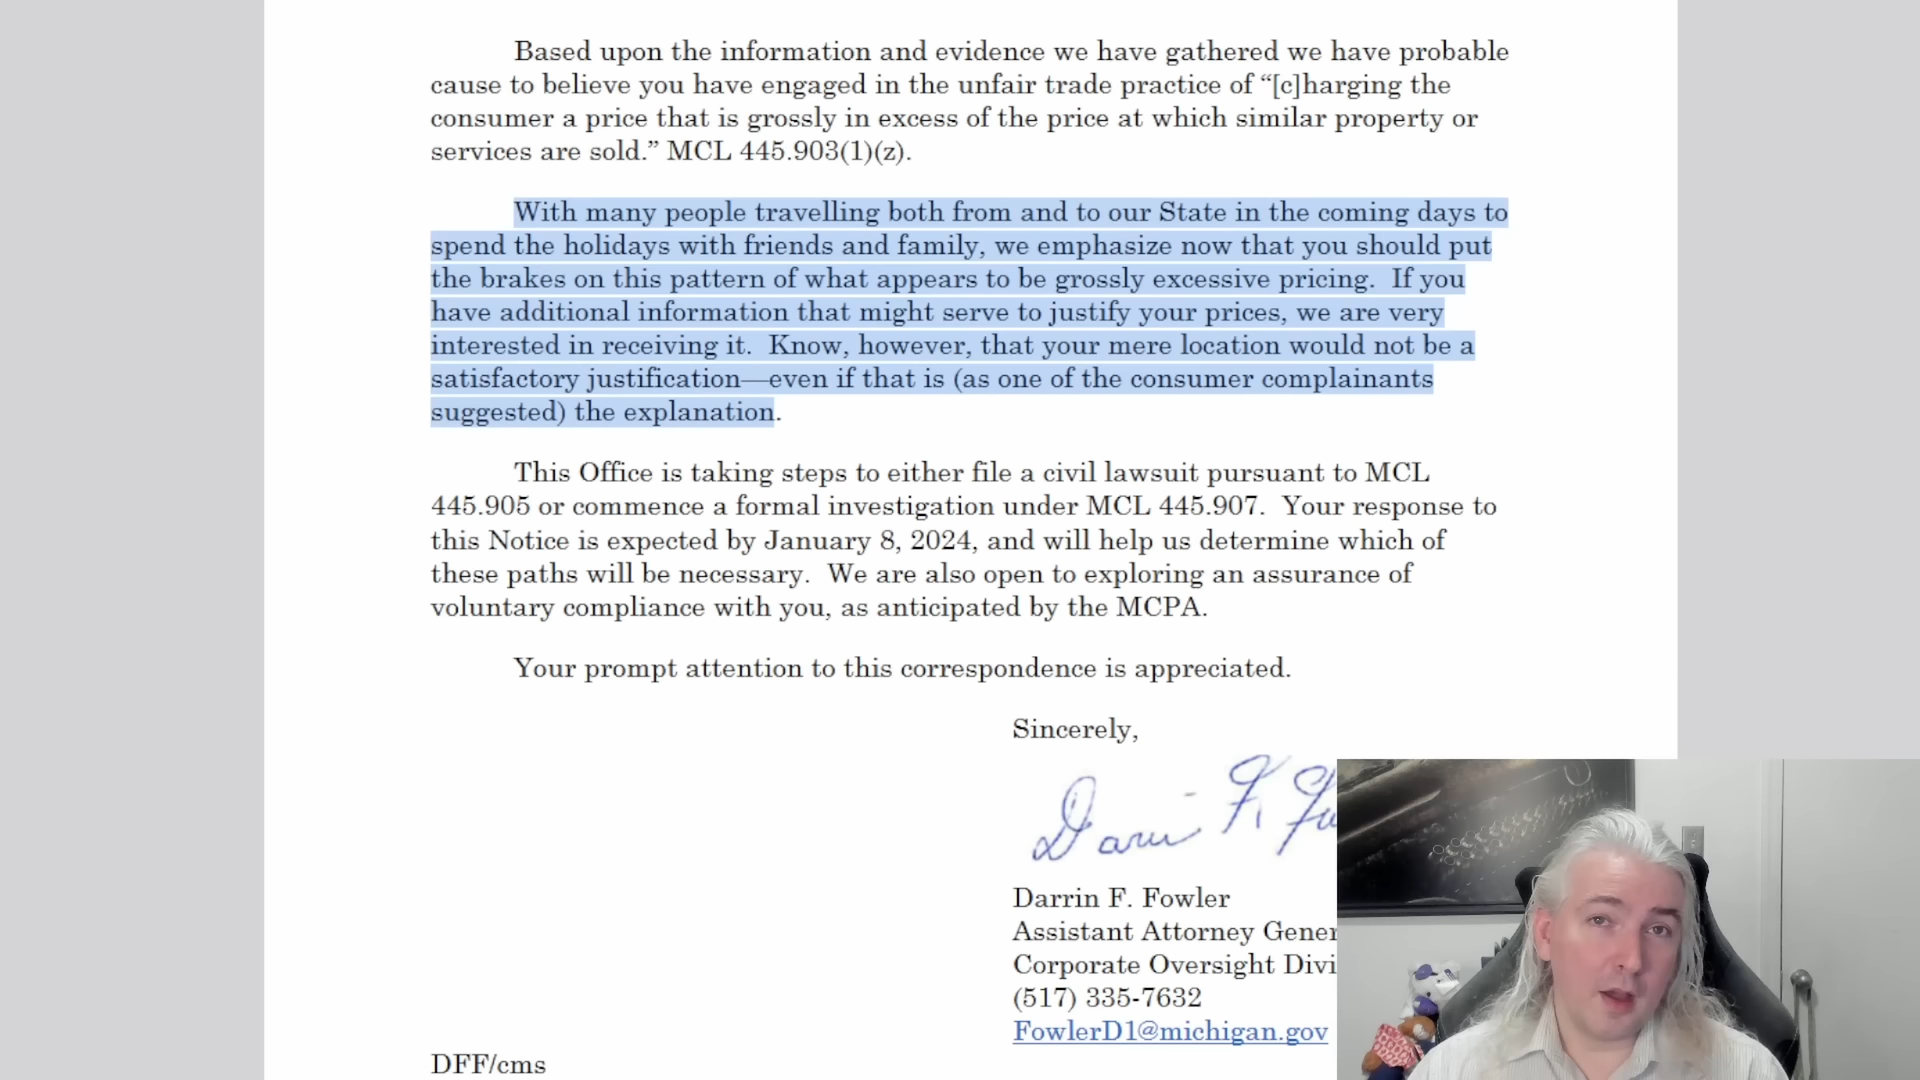 Based upon the information and evidence we have gathered we have probable
cause to believe you have engaged in the unfair trade practice of “[c]harging the
consumer a price that is grossly in excess of the price at which similar property or
services are sold.” MCL 445.903(1)(z).
With many people travelling both from and to our State in the coming days to
spend the holidays with friends and family, we emphasize now that you should put
the brakes on this pattern of what appears to be grossly excessive pricing.  If you
have additional information that might serve to justify your prices, we are very
interested in receiving it.  Know, however, that your mere location would not be a
satisfactory justification—even if that is (as one of the consumer complainants
suggested) the explanation.
This Office is taking steps to either file a civil lawsuit pursuant to MCL
445.905 or commence a formal investigation under MCL 445.907.  Your response to
this Notice is expected by January 8, 2024, and will help us determine which of
these paths will be necessary.  We are also open to exploring an assurance of
voluntary compliance with you, as anticipated by the MCPA.
Your prompt attention to this correspondence is appreciated.
Sincerely,
Darrin F. Fowler
Assistant Attorney Gener
Corporate Oversight Divi
(517) 335-7632
FowlerD1@michigan.gov
DFF/cms